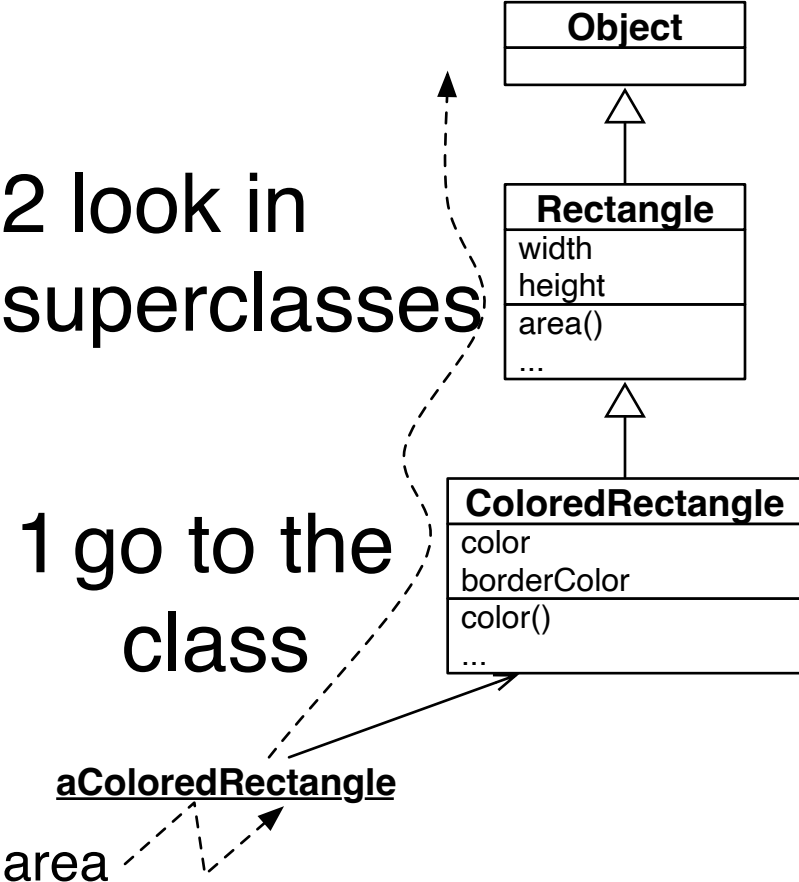 Object
2 look in
superclasses
Rectangle
width
height
area()
...
1 go to the
class
ColoredRectangle
color
borderColor
color()
...
aColoredRectangle
area